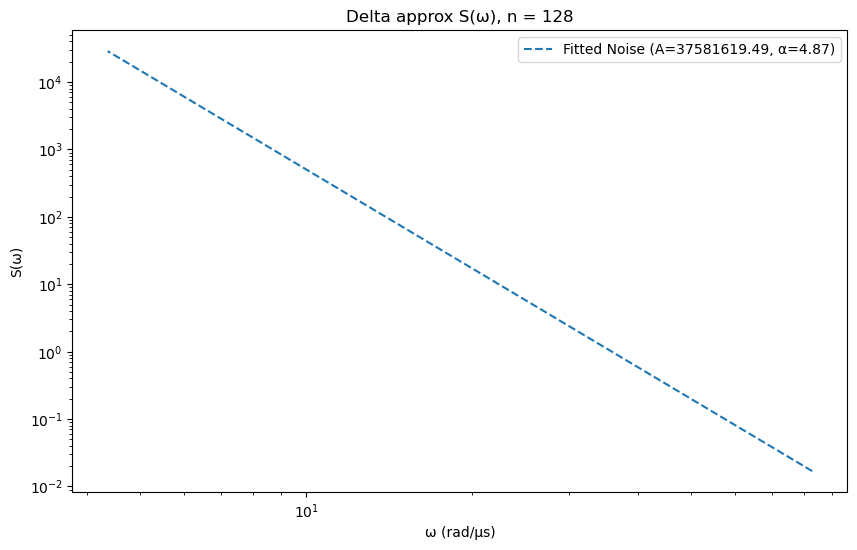 Delta approx S(ω), n = 128
Fitted Noise (A=37581619.49, α=4.87)
S(ω)
10⁴
10³
10²
10¹
10⁰
10⁻¹
10⁻²
10¹
ω (rad/μs)